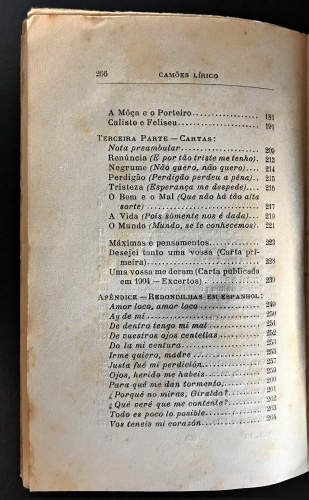 266 CAMÕES LÍRICO
A Môça e o Porteiro 181
Calisto e Feliseu 191
TERCEIRA PARTE — CARTAS:
Nota preambular
Renúncia (E por tão triste me tenho). 213
Negrume (Não quero, não quero). 214
Perdigão (Perdigão perdeu a pêna). 215
Tristeza (Esperança me despede) 216
O Bem e o Mal (Que não há tão alta
sorte) 217
A Vida (Pois sòmente nos é dada) 219
O Mundo (Mundo, se te conhecemos). 221
Máximas e pensamentos 223
Desejei tanto uma vossa (Carta pri-
meira) 228
Uma vossa me deram (Carta publicada
em 1904 — Excertos) 239
APÊNDICE — REDONDILHAS EM ESPANHOL:
Amor loco, amor loco 249
Ay de mi 250
De dentro tengo mi mal 251
De vuestros ojos centellas 252
Do la mi ventura 253
Irme quiero, madre 255
Justa fué mi perdición 257
Ojos, herido me habeis 259
Para qué me dan tormento, 260
¿Porqué no miras, Giralda? 261
¿Qué veré que me contente? 262
Todo es poco lo posible 263
Vos teneis mi corazón 264